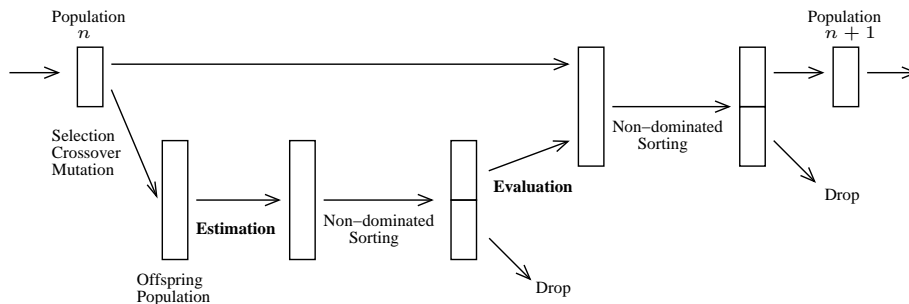 Population
n
Population
n + 1
Selection
Crossover
Mutation
Non−dominated
Sorting
Evaluation
Drop
Estimation
Non−dominated
Sorting
Offspring
Population
Drop